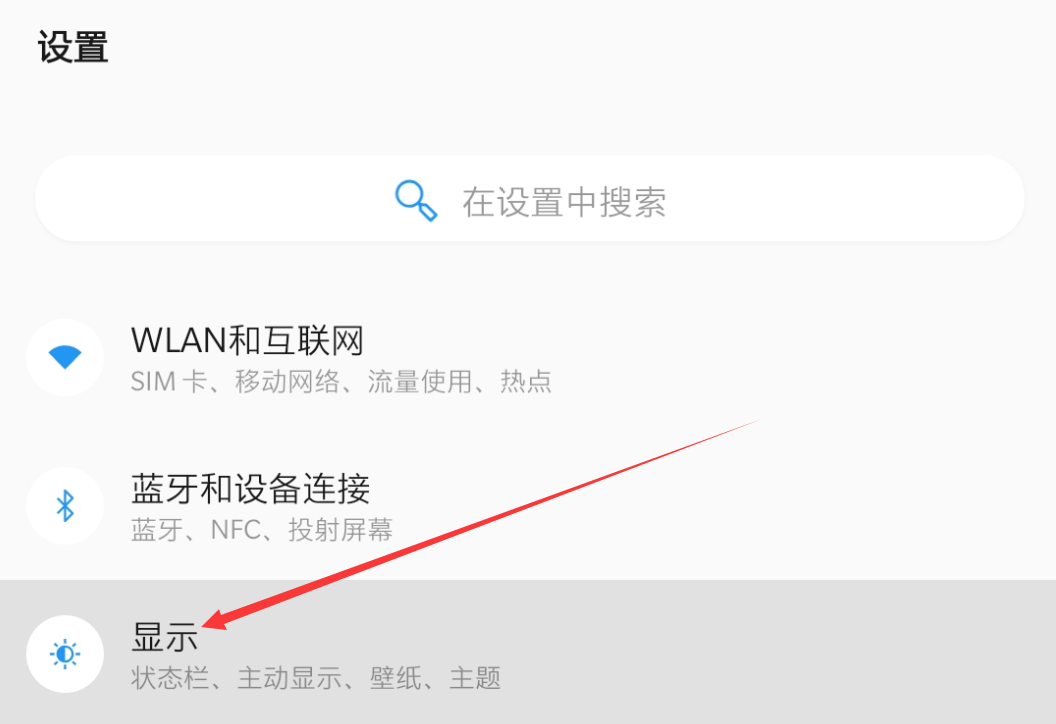 设置
在设置中搜索
WLAN和互联网
SIM 卡、移动网络、流量使用、热点
蓝牙和设备连接
蓝牙、NFC、投射屏幕
显示
状态栏、主动显示、壁纸、主题